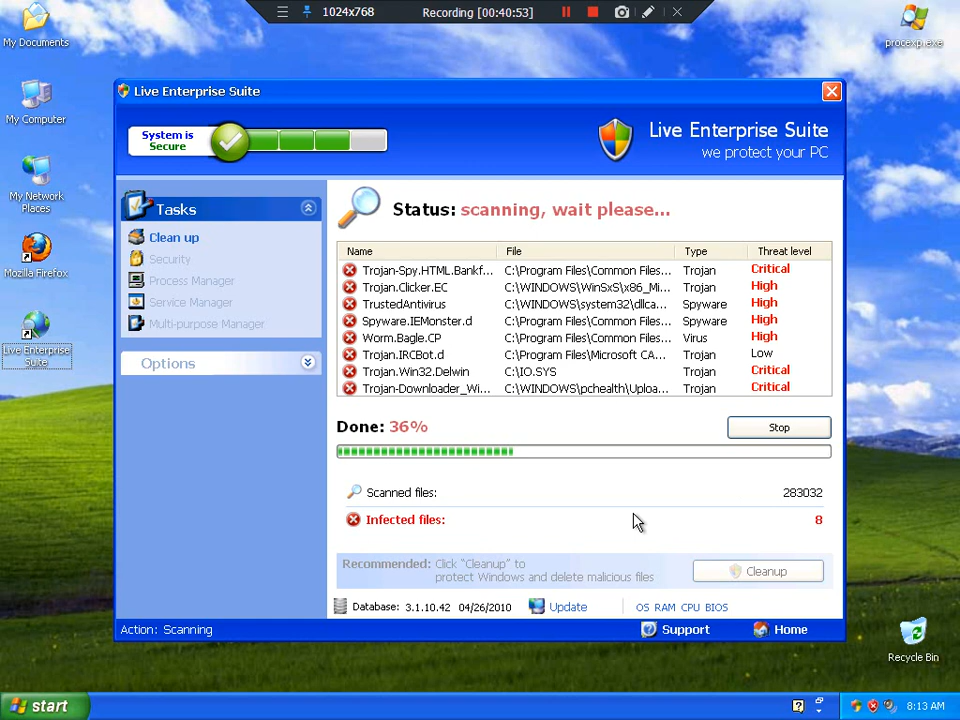 1024x768
Recording [00:40:53]
My Documents
My Computer
My Network
Places
Mozilla Firefox
Live Enterprise
Suite
procexp.exe
Recycle Bin
Live Enterprise Suite
System is
Secure
Live Enterprise Suite
we protect your PC
Tasks
Clean up
Security
Process Manager
Service Manager
Multi-purpose Manager
Options
Status: scanning, wait please...
Name File Type Threat level
Trojan-Spy.HTML.Bankf... C:\Program Files\Common Files... Trojan Critical
Trojan.Clicker.EC C:\WINDOWS\WinSxS\x86_Mi... Trojan High
TrustedAntivirus C:\WINDOWS\system32\dllca... Spyware High
Spyware.IEMonster.d C:\Program Files\Common Files... Spyware High
Worm.Bagle.CP C:\Program Files\Common Files... Virus High
Trojan.IRCBot.d C:\Program Files\Microsoft CA... Trojan Low
Trojan.Win32.Delwin C:\IO.SYS Trojan Critical
Trojan-Downloader_Wi... C:\WINDOWS\pchealth\Uploa... Trojan Critical
Done: 36%
Stop
Scanned files: 283032
Infected files: 8
Recommended: Click "Cleanup" to
protect Windows and delete malicious files
Cleanup
Database: 3.1.10.42 04/26/2010 Update OS RAM CPU BIOS
Action: Scanning
Support
Home
start
8:13 AM